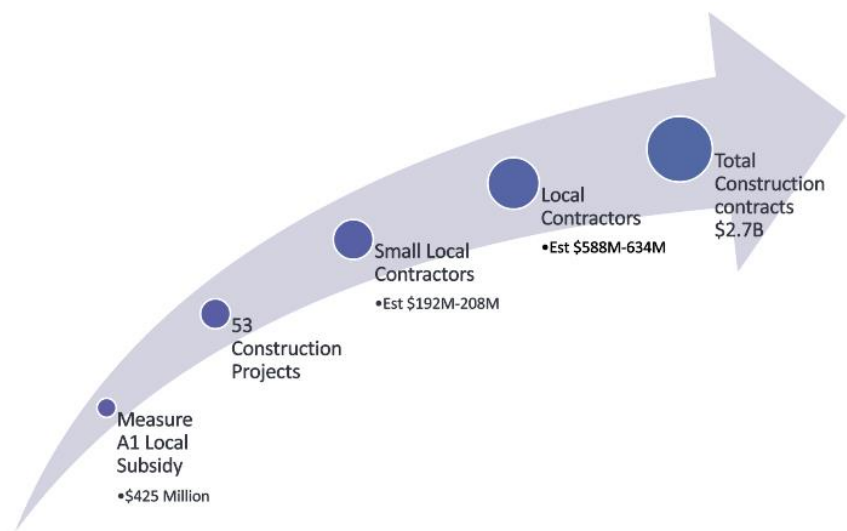 Measure
A1 Local
Subsidy
•$425 Million
53
Construction
Projects
Small Local
Contractors
•Est $192M-208M
Local
Contractors
•Est $588M-634M
Total
Construction
contracts
$2.7B